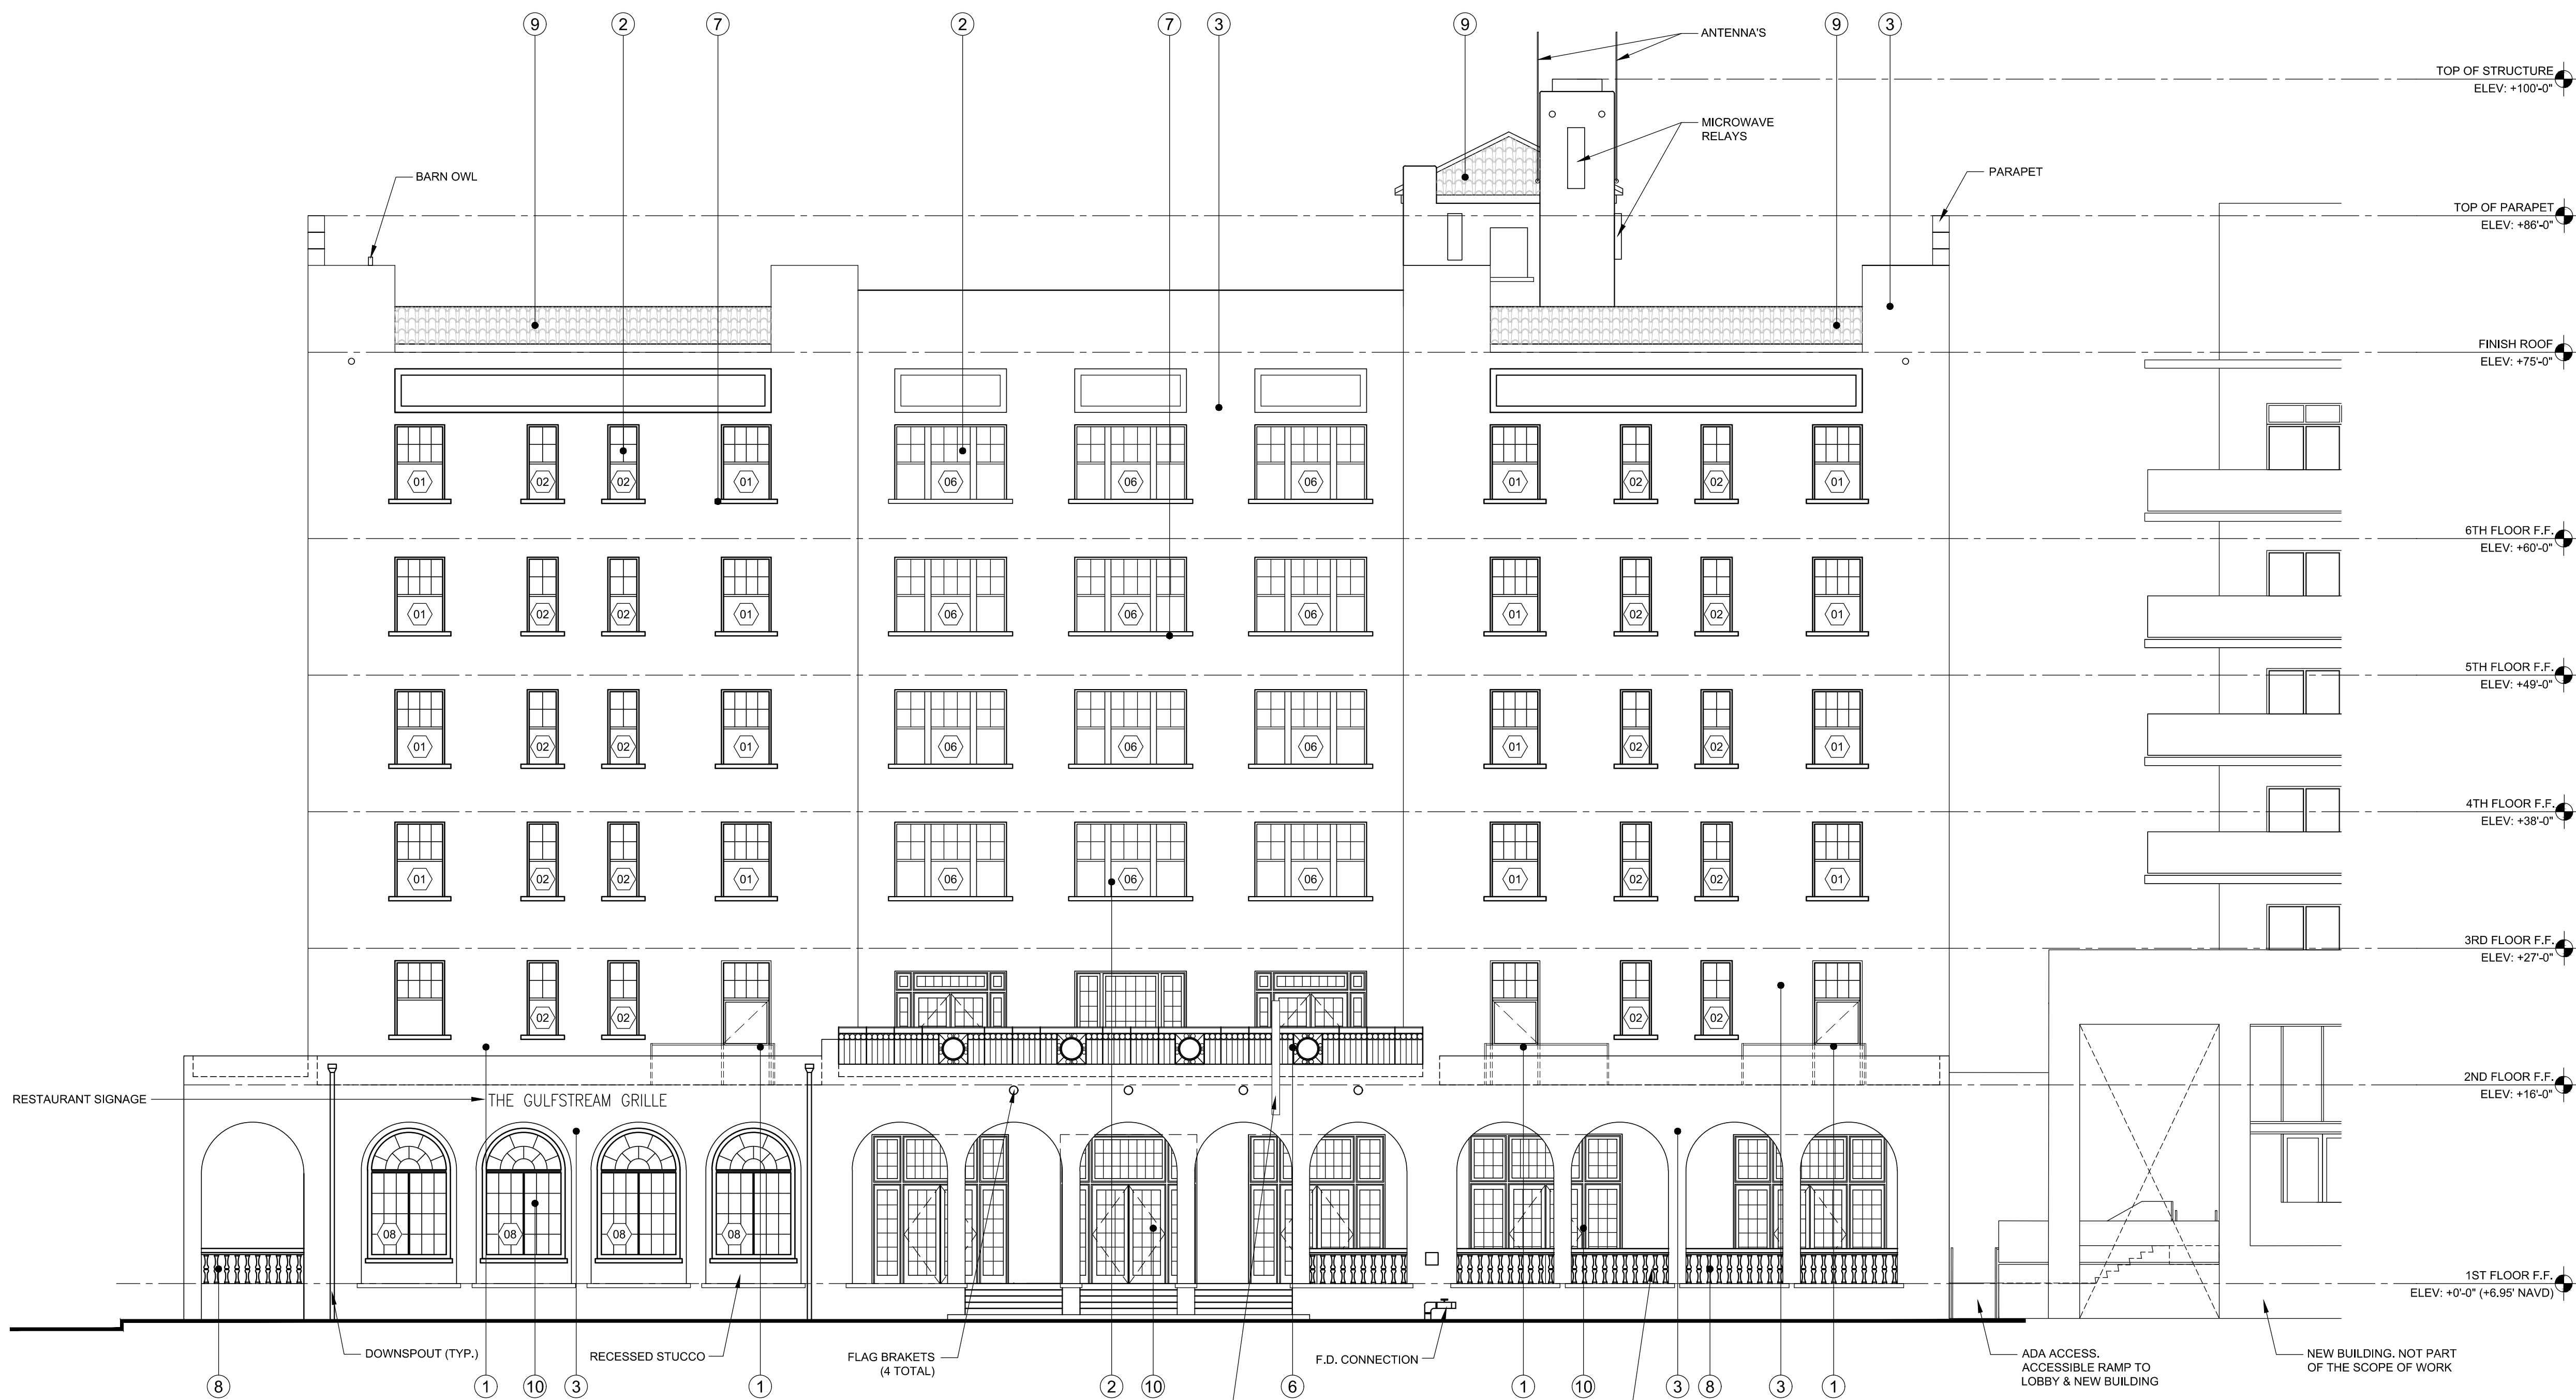 9 2 7 2 7 3 9 9 3
ANTENNA'S
TOP OF STRUCTURE
ELEV: +100'-0"
MICROWAVE
RELAYS
BARN OWL
PARAPET
TOP OF PARAPET
ELEV: +86'-0"
FINISH ROOF
ELEV: +75'-0"
01 02 02 01 06 06 06 01 02 02 01
6TH FLOOR F.F.
ELEV: +60'-0"
01 02 02 01 06 06 06 01 02 02 01
5TH FLOOR F.F.
ELEV: +49'-0"
01 02 02 01 06 06 06 01 02 02 01
4TH FLOOR F.F.
ELEV: +38'-0"
01 02 02 01 06 06 06 01 02 02 01
3RD FLOOR F.F.
ELEV: +27'-0"
02 02 02 02
2ND FLOOR F.F.
ELEV: +16'-0"
RESTAURANT SIGNAGE
THE GULFSTREAM GRILLE
08 08 08 08
1ST FLOOR F.F.
ELEV: +0'-0" (+6.95' NAVD)
DOWNSPOUT (TYP.)
RECESSED STUCCO
FLAG BRAKETS
(4 TOTAL)
F.D. CONNECTION
ADA ACCESS.
ACCESSIBLE RAMP TO
LOBBY & NEW BUILDING
NEW BUILDING. NOT PART
OF THE SCOPE OF WORK
8 1 10 3 1 2 10 6 1 10 3 8 3 1